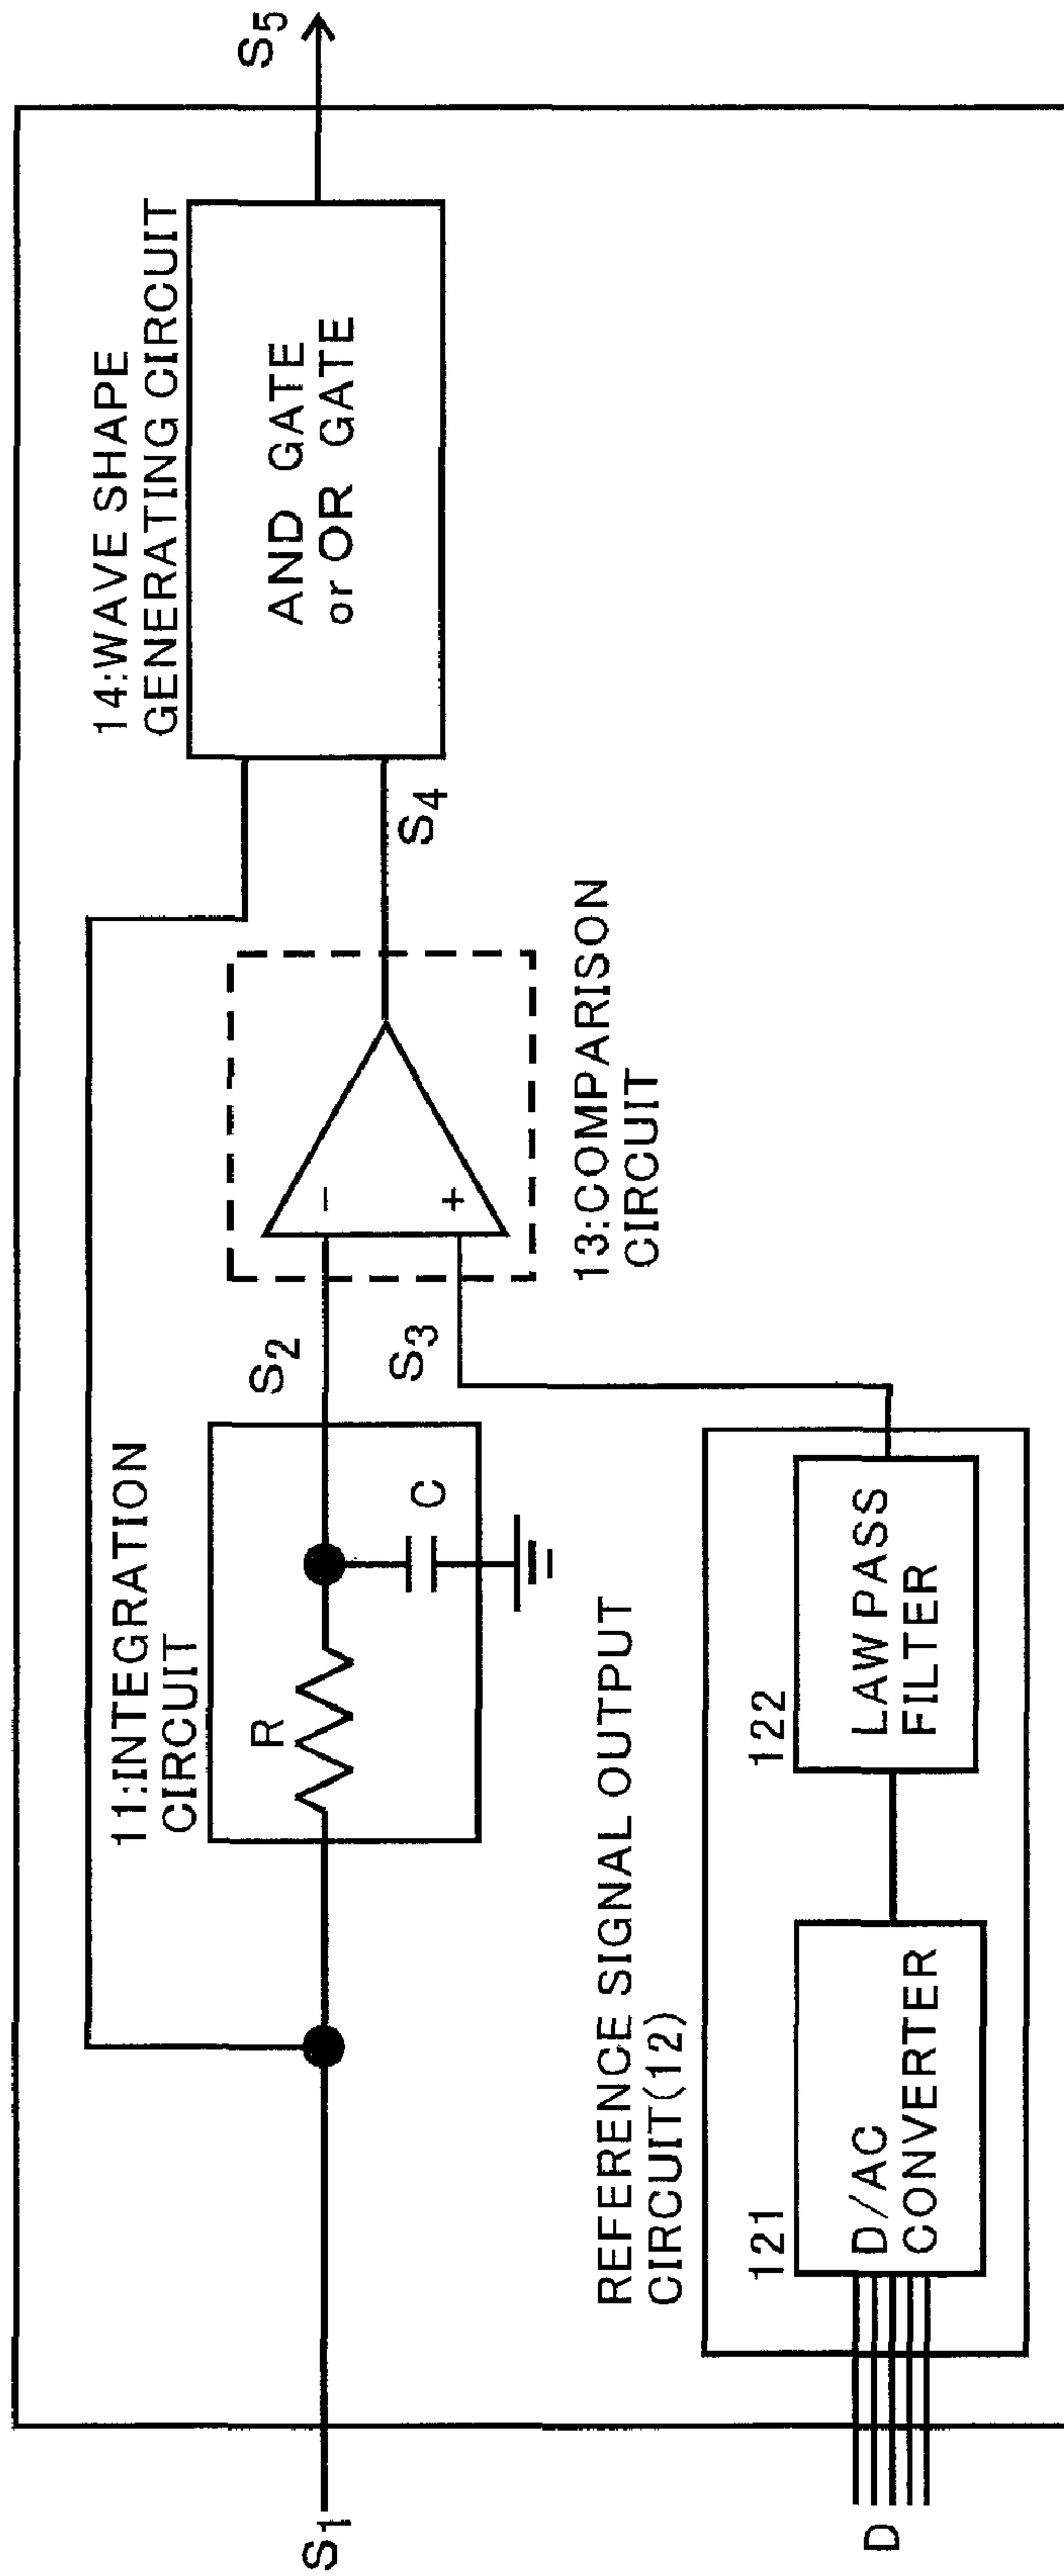 14:WAVE SHAPE
GENERATING CIRCUIT
S5
AND GATE
or OR GATE
11:INTEGRATION
CIRCUIT
R
C
S2
S3
S4
-
+
13:COMPARISON
CIRCUIT
S1
REFERENCE SIGNAL OUTPUT
CIRCUIT(12)
121
D/AC
CONVERTER
122
LAW PASS
FILTER
D